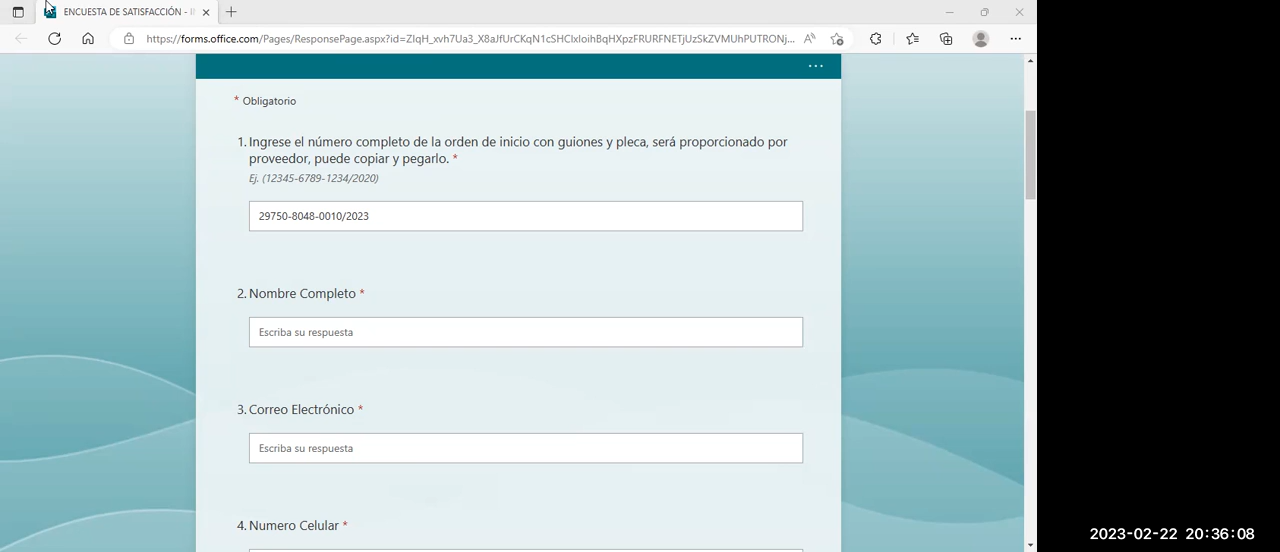 ENCUESTA DE SATISFACCIÓN - I
https://forms.office.com/Pages/ResponsePage.aspx?id=ZIqH_xvh7Ua3_X8aJfUrCKqN1cSHClxIoihBqHXpzFRURFNETjUzSkZVMUhPUTRONj...
* Obligatorio
1. Ingrese el número completo de la orden de inicio con guiones y pleca, será proporcionado por
proveedor, puede copiar y pegarlo. *
Ej. (12345-6789-1234/2020)
29750-8048-0010/2023
2. Nombre Completo *
Escriba su respuesta
3. Correo Electrónico *
Escriba su respuesta
4. Numero Celular *
2023-02-22 20:36:08